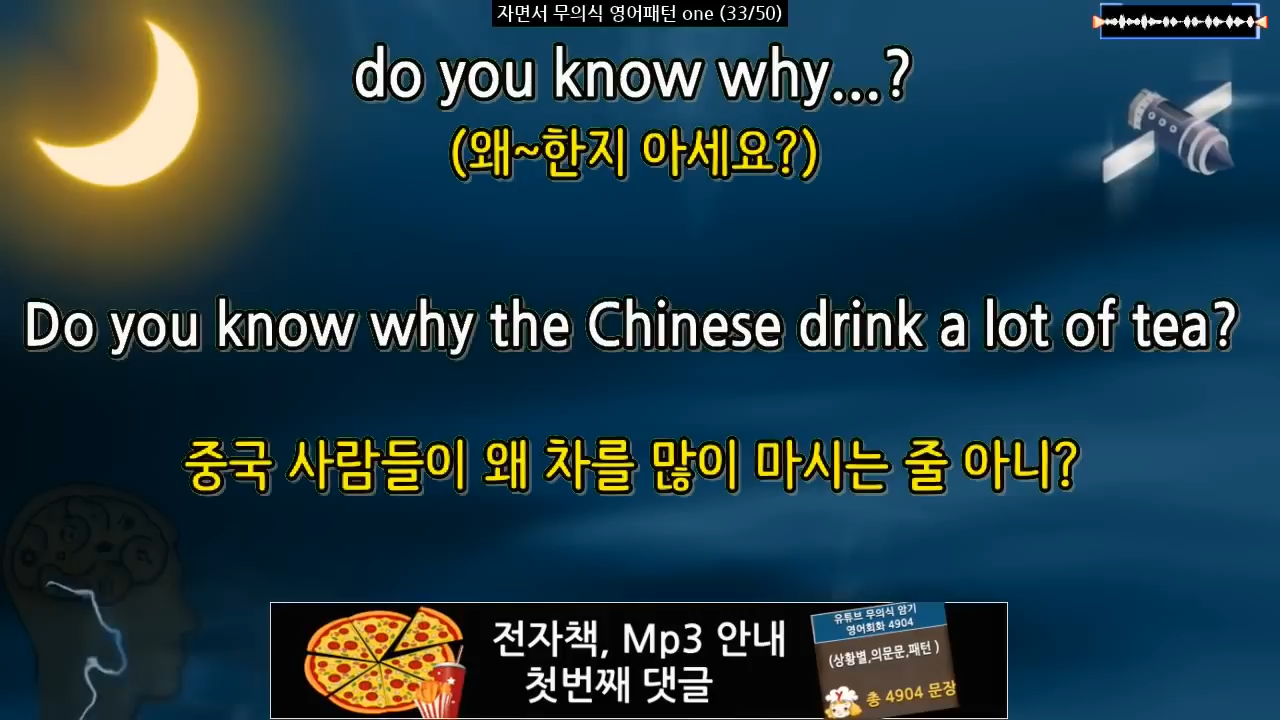 자면서 무의식 영어패턴 one (33/50)
do you know why...?
(왜~한지 아세요?)
Do you know why the Chinese drink a lot of tea?
중국 사람들이 왜 차를 많이 마시는 줄 아니?
전자책, Mp3 안내
첫번째 댓글
유튜브 무의식 암기
영어회화 4904
(상황별,의문문,패턴)
총 4904 문장